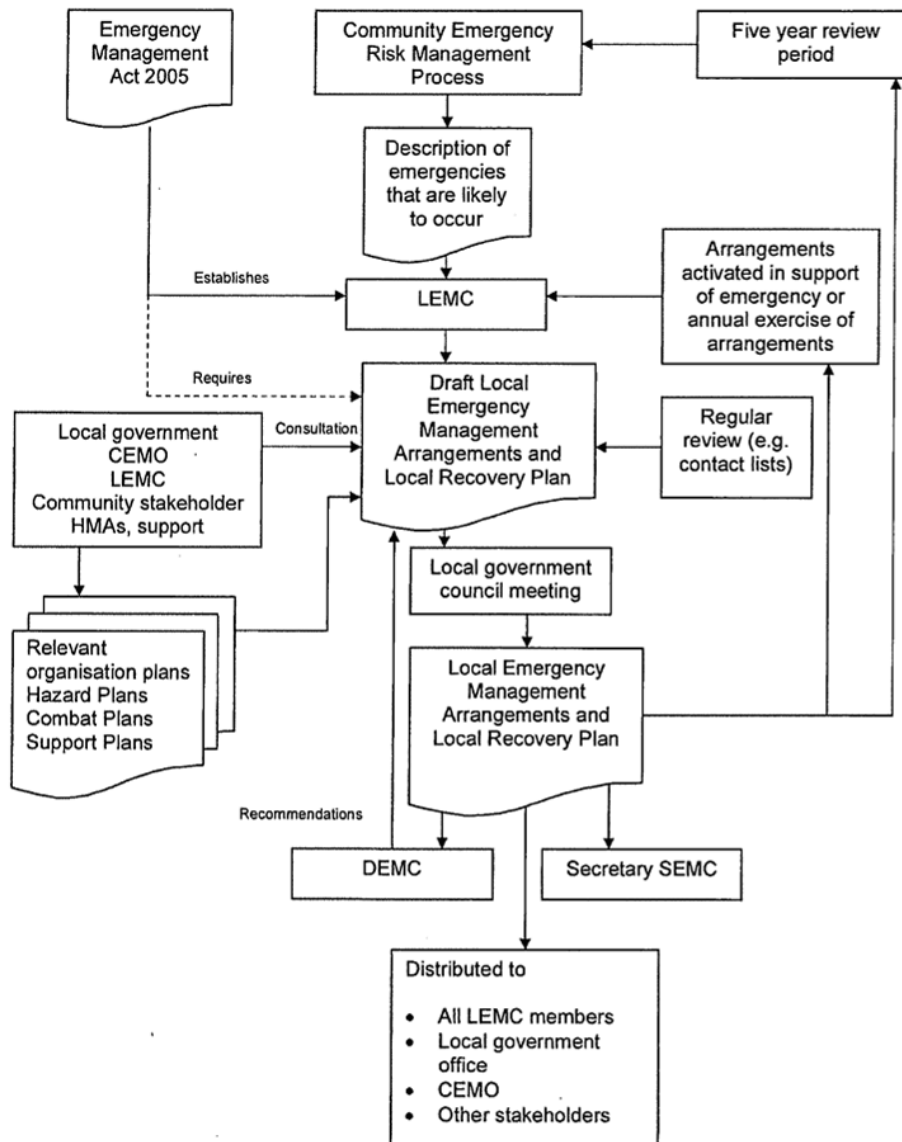 Emergency
Management
Act 2005
Community Emergency
Risk Management
Process
Five year review
period
Description of
emergencies
that are likely
to occur
Arrangements
activated in support
of emergency or
annual exercise of
arrangements
Establishes
LEMC
Requires
Draft Local
Emergency
Management
Arrangements and
Local Recovery Plan
Regular
review (e.g.
contact lists)
Local government
CEMO
LEMC
Community stakeholder
HMAs, support
Consultation
Local government
council meeting
Relevant
organisation plans
Hazard Plans
Combat Plans
Support Plans
Local Emergency
Management
Arrangements and
Local Recovery Plan
Recommendations
DEMC
Secretary SEMC
Distributed to
• All LEMC members
• Local government
office
• CEMO
• Other stakeholders